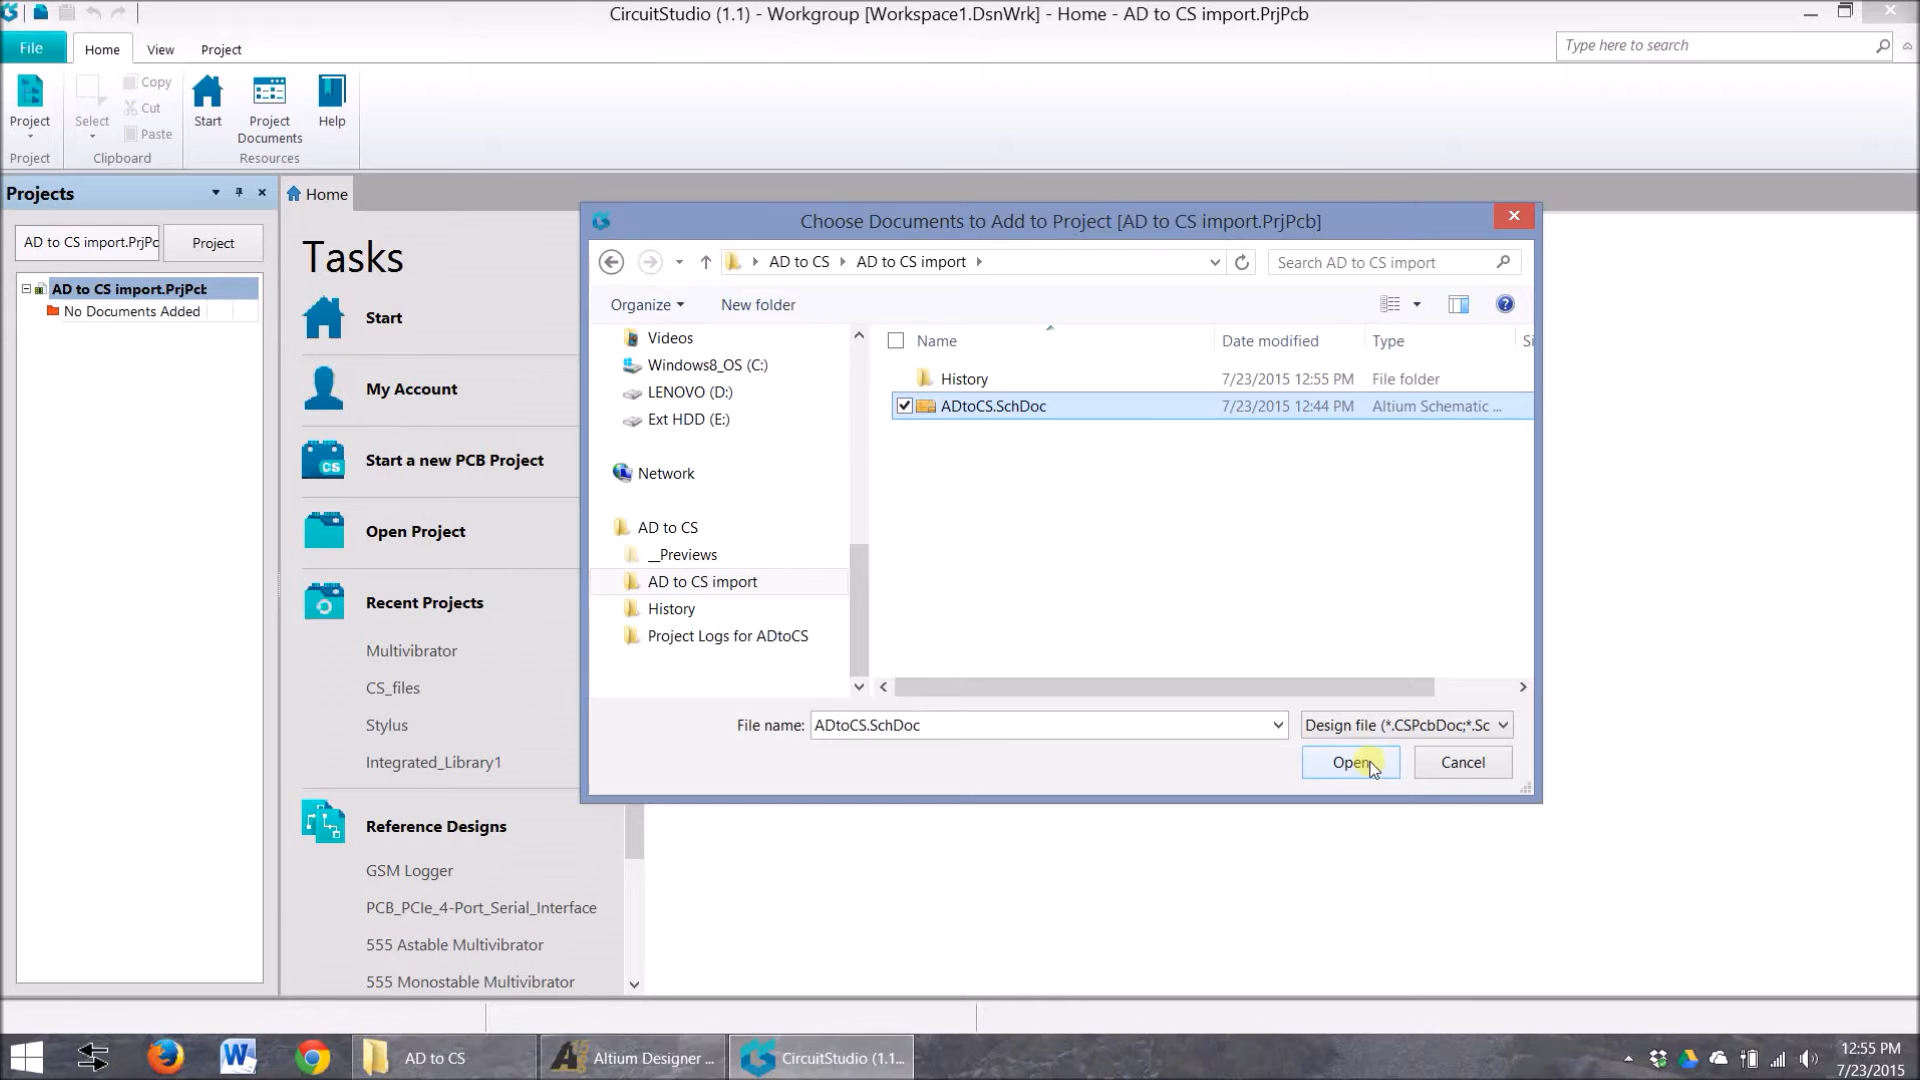 CircuitStudio (1.1) - Workgroup [Workspace1.DsnWrk] - Home - AD to CS import.PrjPcb
File
Home
View
Project
Type here to search
Project
Select
Copy
Cut
Paste
Start
Project Documents
Help
Project
Clipboard
Resources
Projects
AD to CS import.PrjPc
Project
AD to CS import.PrjPcb
No Documents Added
Home
Tasks
Start
My Account
Start a new PCB Project
Open Project
Recent Projects
Multivibrator
CS_files
Stylus
Integrated_Library1
Reference Designs
GSM Logger
PCB_PCIe_4-Port_Serial_Interface
555 Astable Multivibrator
555 Monostable Multivibrator
Choose Documents to Add to Project [AD to CS import.PrjPcb]
AD to CS
AD to CS import
Search AD to CS import
Organize
New folder
Videos
Windows8_OS (C:)
LENOVO (D:)
Ext HDD (E:)
Network
AD to CS
__Previews
AD to CS import
History
Project Logs for ADtoCS
Name
Date modified
Type
Si
History
7/23/2015 12:55 PM
File folder
ADtoCS.SchDoc
7/23/2015 12:44 PM
Altium Schematic ...
File name:
ADtoCS.SchDoc
Design file (*.CSPcbDoc;*.Sc
Open
Cancel
AD to CS
Altium Designer ...
CircuitStudio (1.1...
12:55 PM
7/23/2015